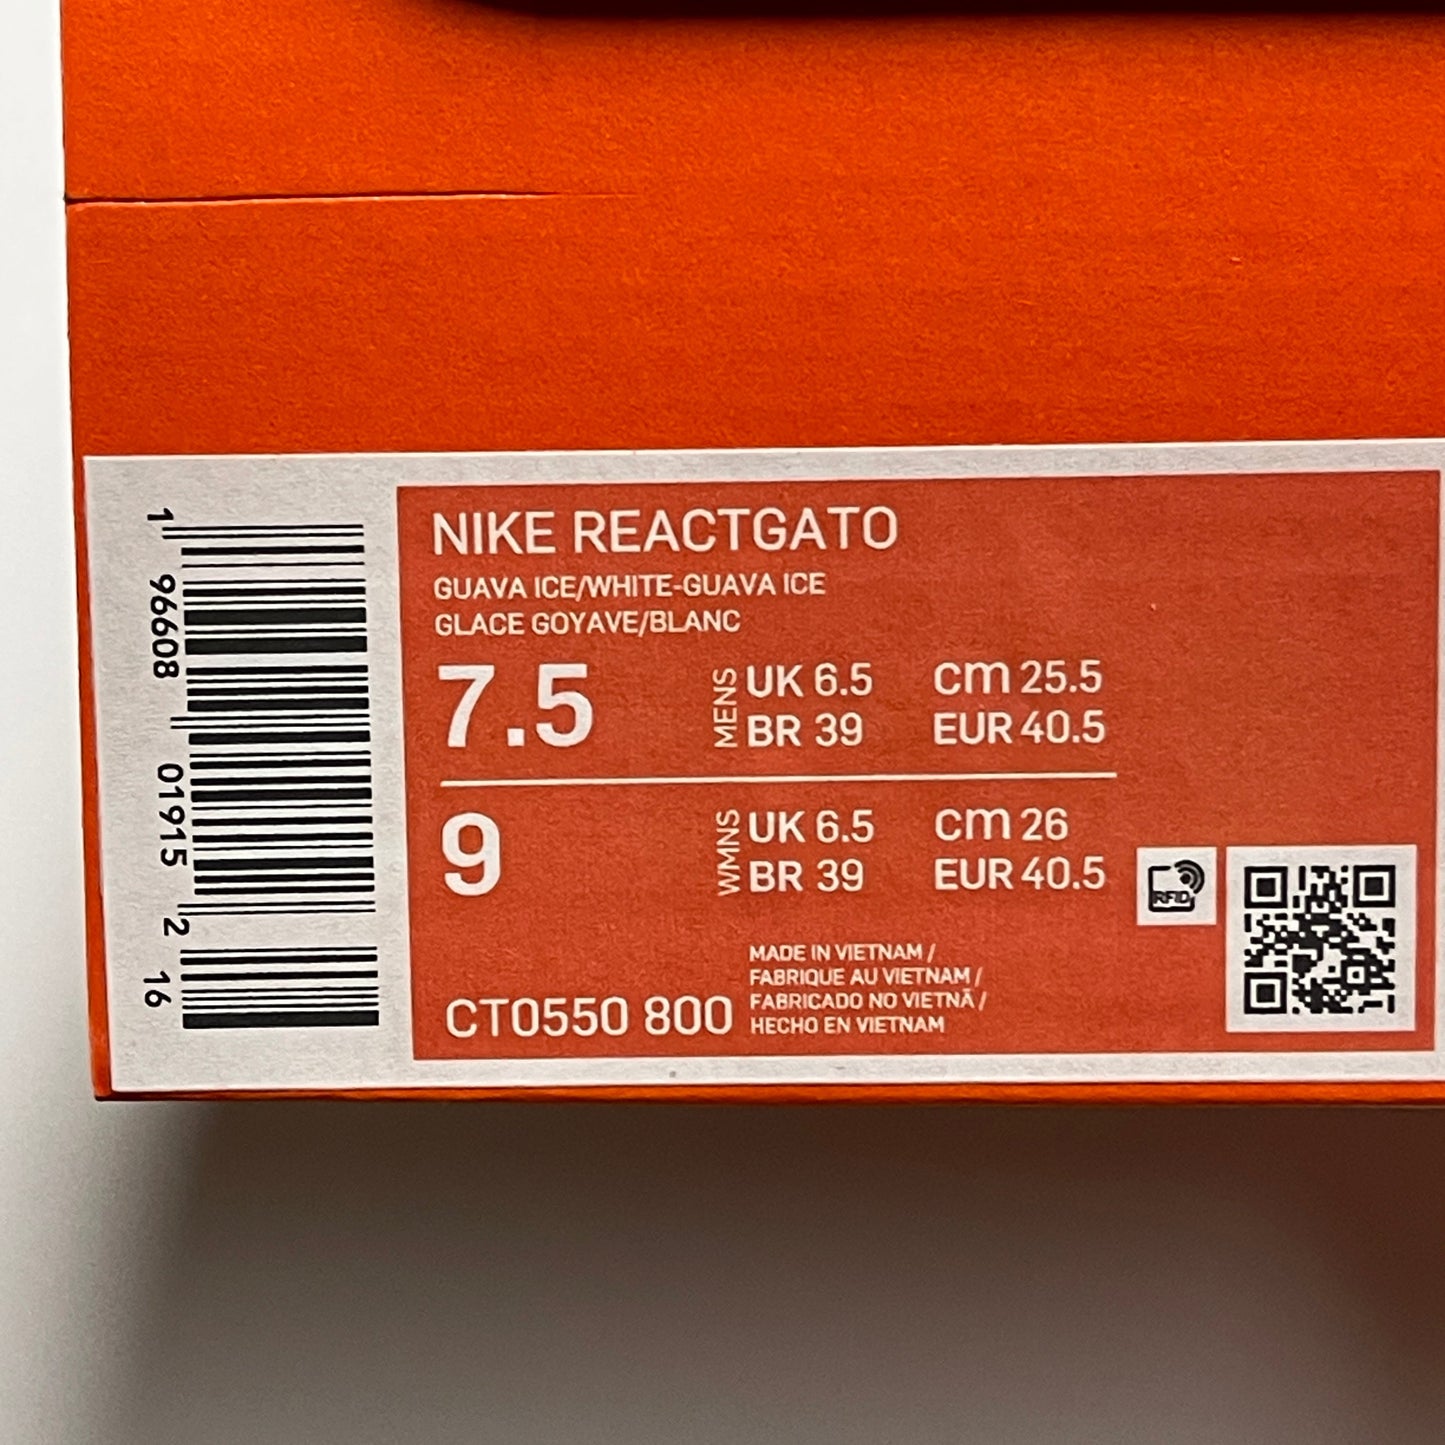 NIKE REACTGATO
GUAVA ICE/WHITE-GUAVA ICE
GLACE GOYAVE/BLANC
7.5
MENS
UK 6.5 cm 25.5
BR 39 EUR 40.5
9
WMNS
UK 6.5 cm 26
BR 39 EUR 40.5
RFID
MADE IN VIETNAM /
FABRIQUE AU VIETNAM /
FABRICADO NO VIETNÃ /
HECHO EN VIETNAM
CT0550 800
1 96608 01915 2 16